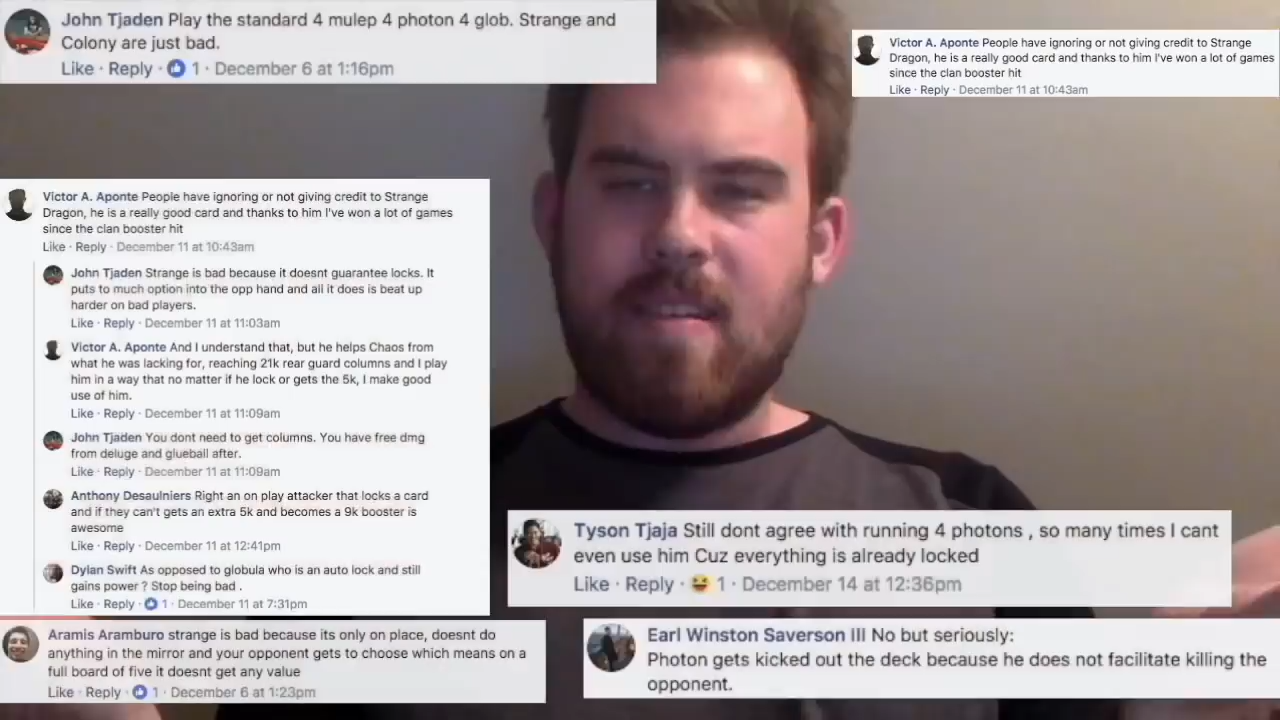 John Tjaden Play the standard 4 mulep 4 photon 4 glob. Strange and
Colony are just bad.
Like · Reply · 1 · December 6 at 1:16pm
Victor A. Aponte People have ignoring or not giving credit to Strange
Dragon, he is a really good card and thanks to him I've won a lot of games
since the clan booster hit
Like · Reply · December 11 at 10:43am
Victor A. Aponte People have ignoring or not giving credit to Strange
Dragon, he is a really good card and thanks to him I've won a lot of games
since the clan booster hit
Like · Reply · December 11 at 10:43am
John Tjaden Strange is bad because it doesnt guarantee locks. It
puts to much option into the opp hand and all it does is beat up
harder on bad players.
Like · Reply · December 11 at 11:03am
Victor A. Aponte And I understand that, but he helps Chaos from
what he was lacking for, reaching 21k rear guard columns and I play
him in a way that no matter if he lock or gets the 5k, I make good
use of him.
Like · Reply · December 11 at 11:09am
John Tjaden You dont need to get columns. You have free dmg
from deluge and glueball after.
Like · Reply · December 11 at 11:09am
Anthony Desaulniers Right an on play attacker that locks a card
and if they can't gets an extra 5k and becomes a 9k booster is
awesome
Like · Reply · December 11 at 12:41pm
Dylan Swift As opposed to globula who is an auto lock and still
gains power ? Stop being bad .
Like · Reply · 1 · December 11 at 7:31pm
Tyson Tjaja Still dont agree with running 4 photons , so many times I cant
even use him Cuz everything is already locked
Like · Reply · 1 · December 14 at 12:36pm
Aramis Aramburo strange is bad because its only on place, doesnt do
anything in the mirror and your opponent gets to choose which means on a
full board of five it doesnt get any value
Like · Reply · 1 · December 6 at 1:23pm
Earl Winston Saverson III No but seriously:
Photon gets kicked out the deck because he does not facilitate killing the
opponent.